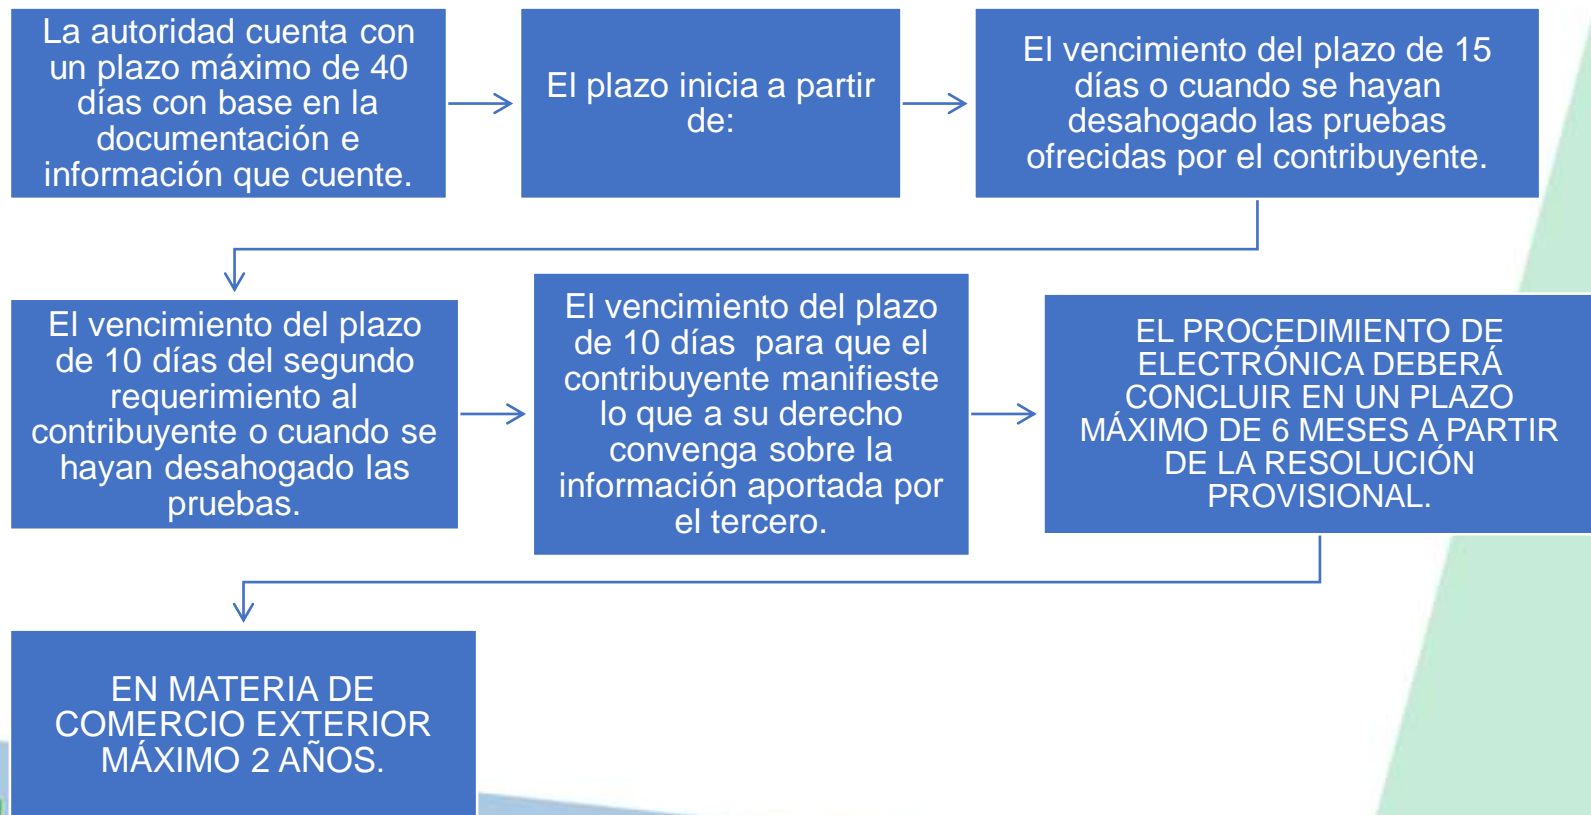 La autoridad cuenta con
un plazo máximo de 40
días con base en la
documentación e
información que cuente.
El plazo inicia a partir
de:
El vencimiento del plazo de 15
días o cuando se hayan
desahogado las pruebas
ofrecidas por el contribuyente.
El vencimiento del plazo
de 10 días del segundo
requerimiento al
contribuyente o cuando se
hayan desahogado las
pruebas.
El vencimiento del plazo
de 10 días para que el
contribuyente manifieste
lo que a su derecho
convenga sobre la
información aportada por
el tercero.
EL PROCEDIMIENTO DE
ELECTRÓNICA DEBERÁ
CONCLUIR EN UN PLAZO
MÁXIMO DE 6 MESES A PARTIR
DE LA RESOLUCIÓN
PROVISIONAL.
EN MATERIA DE
COMERCIO EXTERIOR
MÁXIMO 2 AÑOS.